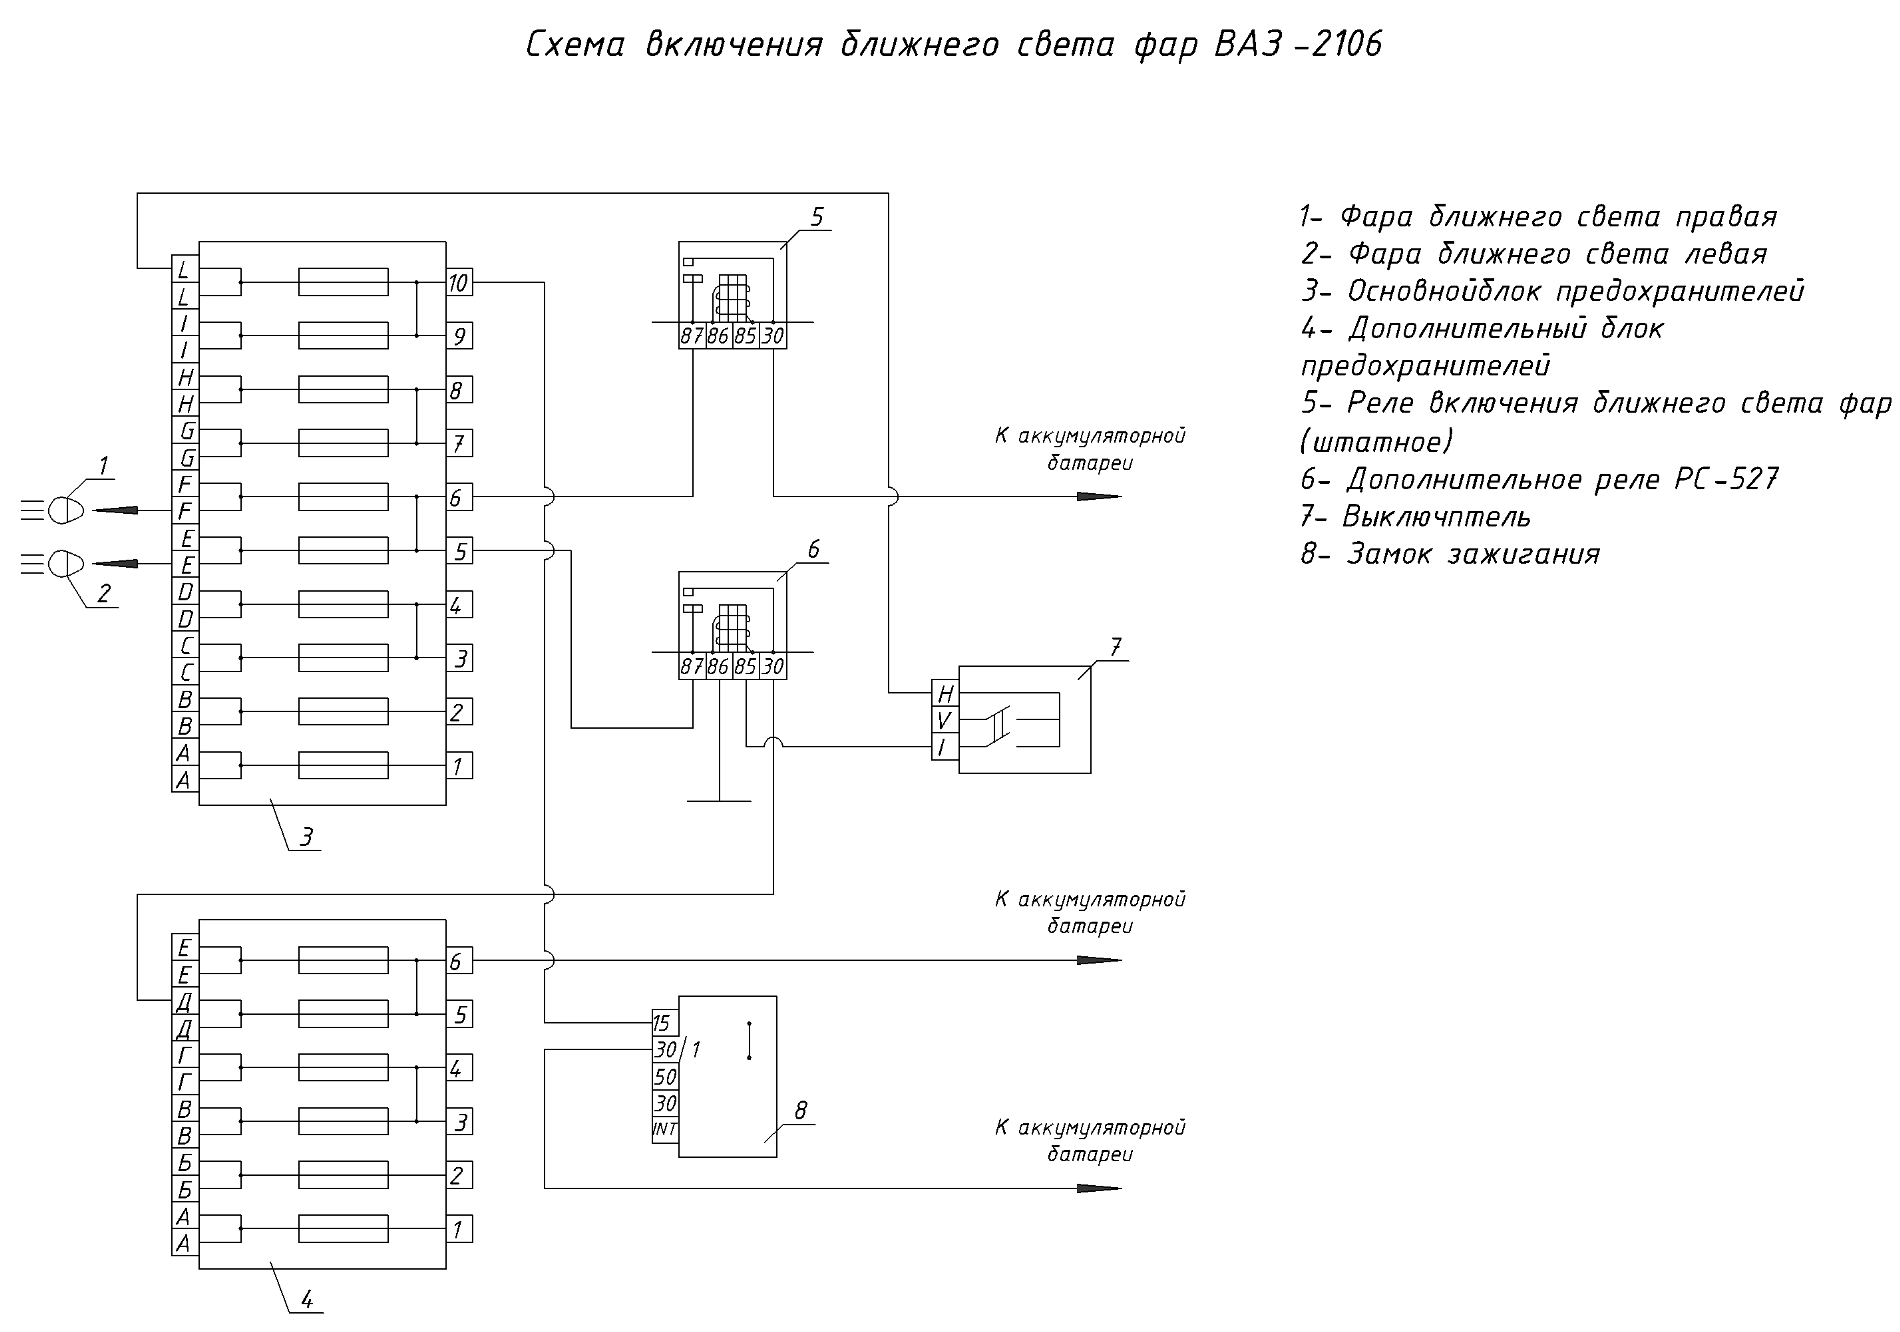 Схема включения ближнего света фар ВАЗ-2106
1- Фара ближнего света правая
2- Фара ближнего света левая
3- Основнойблок предохранителей
4- Дополнительный блок
предохранителей
5- Реле включения ближнего света фар
(штатное)
6- Дополнительное реле РС-527
7- Выключптель
8- Замок зажигания
5
L
10
L
I
9
I
H
8
H
G
7
G
F
6
F
E
5
E
D
4
D
C
3
C
B
2
B
A
1
A
3
1
2
87 86 85 30
К аккумуляторной
батареи
6
87 86 85 30
7
H
V
I
К аккумуляторной
батареи
E
6
E
Д
5
Д
Г
4
Г
В
3
В
Б
2
Б
А
1
А
4
15
30/1
50
30
INT
8
К аккумуляторной
батареи